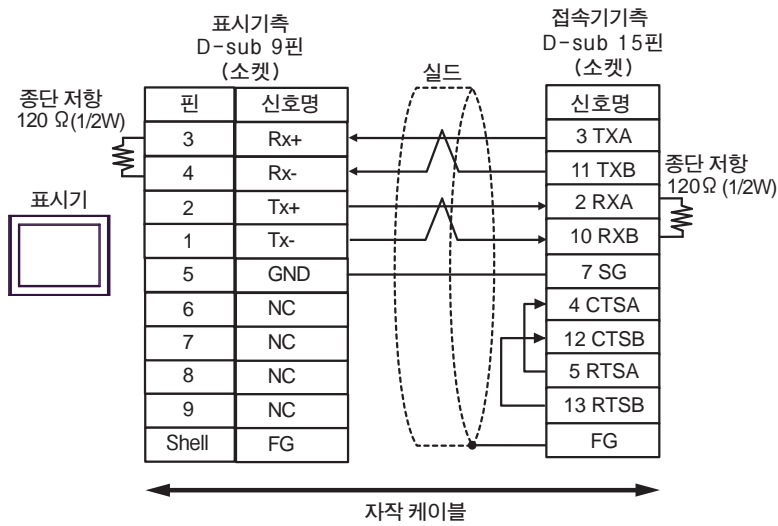 표시기측
D-sub 9핀
(소켓)
접속기기측
D-sub 15핀
(소켓)
실드
종단 저항
120 Ω(1/2W)
핀 신호명 신호명
3 Rx+ 3 TXA
4 Rx- 11 TXB
종단 저항
120Ω (1/2W)
표시기
2 Tx+ 2 RXA
1 Tx- 10 RXB
5 GND 7 SG
6 NC 4 CTSA
7 NC 12 CTSB
8 NC 5 RTSA
9 NC 13 RTSB
Shell FG FG
자작 케이블